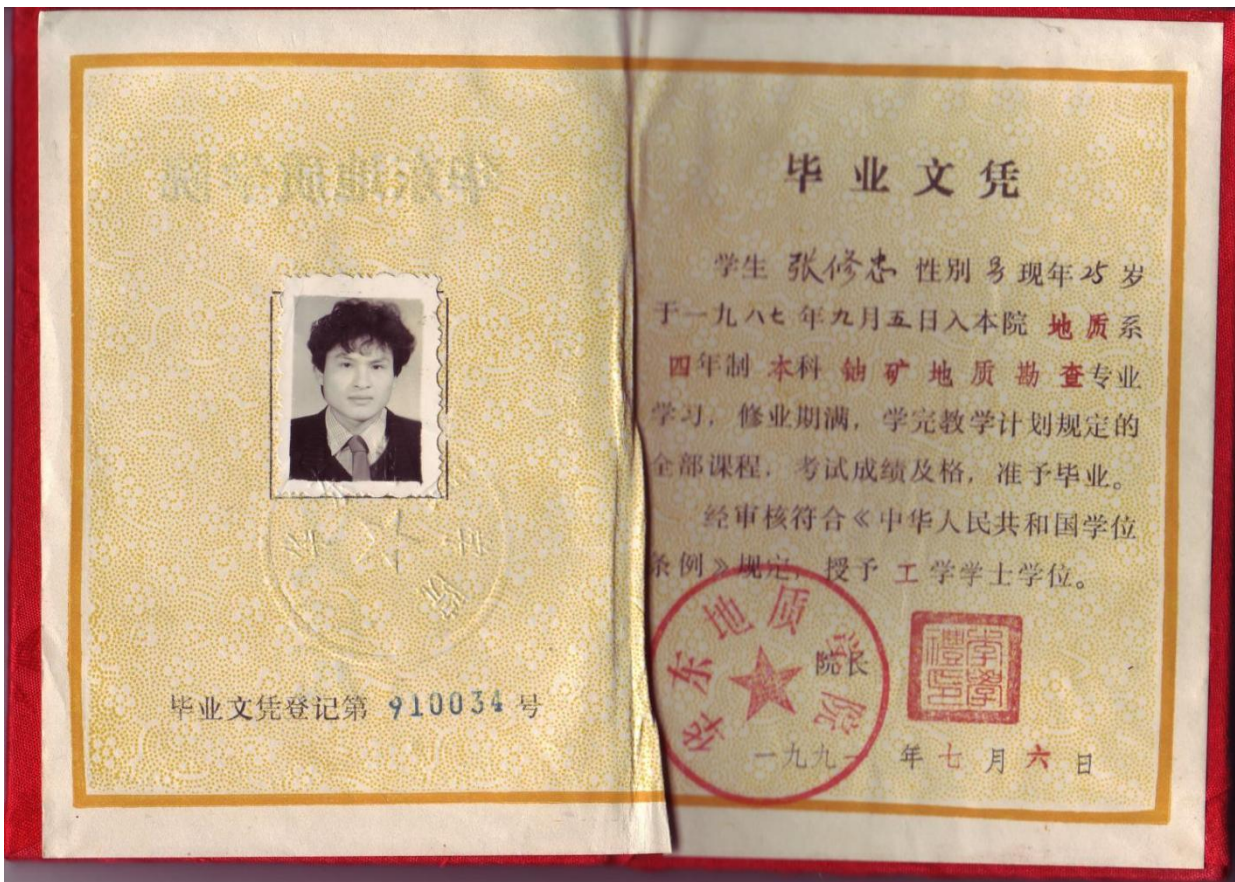 毕业文凭登记第 910034 号
毕业文凭
学生 张修忠 性别 男 现年25岁
于一九八七年九月五日入本院 地质系
四年制 本科 铀矿地质勘查专业
学习，修业期满，学完教学计划规定的
全部课程，考试成绩及格，准予毕业。
经审核符合《中华人民共和国学位
条例》规定，授予 工学学士学位。
华东地质学院
院长
一九九一年七月六日